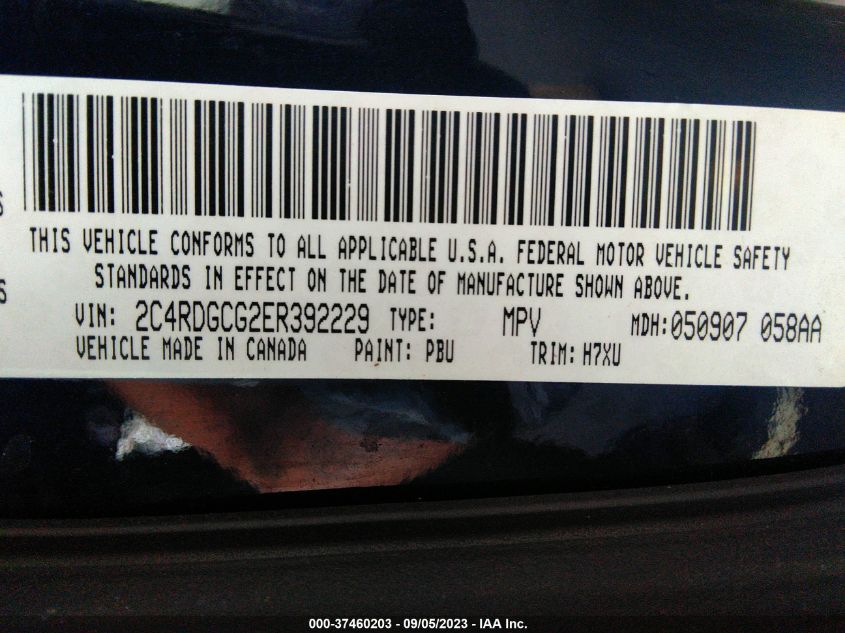 S
THIS VEHICLE CONFORMS TO ALL APPLICABLE U.S.A. FEDERAL MOTOR VEHICLE SAFETY
S
STANDARDS IN EFFECT ON THE DATE OF MANUFACTURE SHOWN ABOVE.
VIN: 2C4RDGCG2ER392229 TYPE: MPV MDH: 050907 058AA
VEHICLE MADE IN CANADA PAINT: PBU TRIM: H7XU
000-37460203 - 09/05/2023 - IAA Inc.